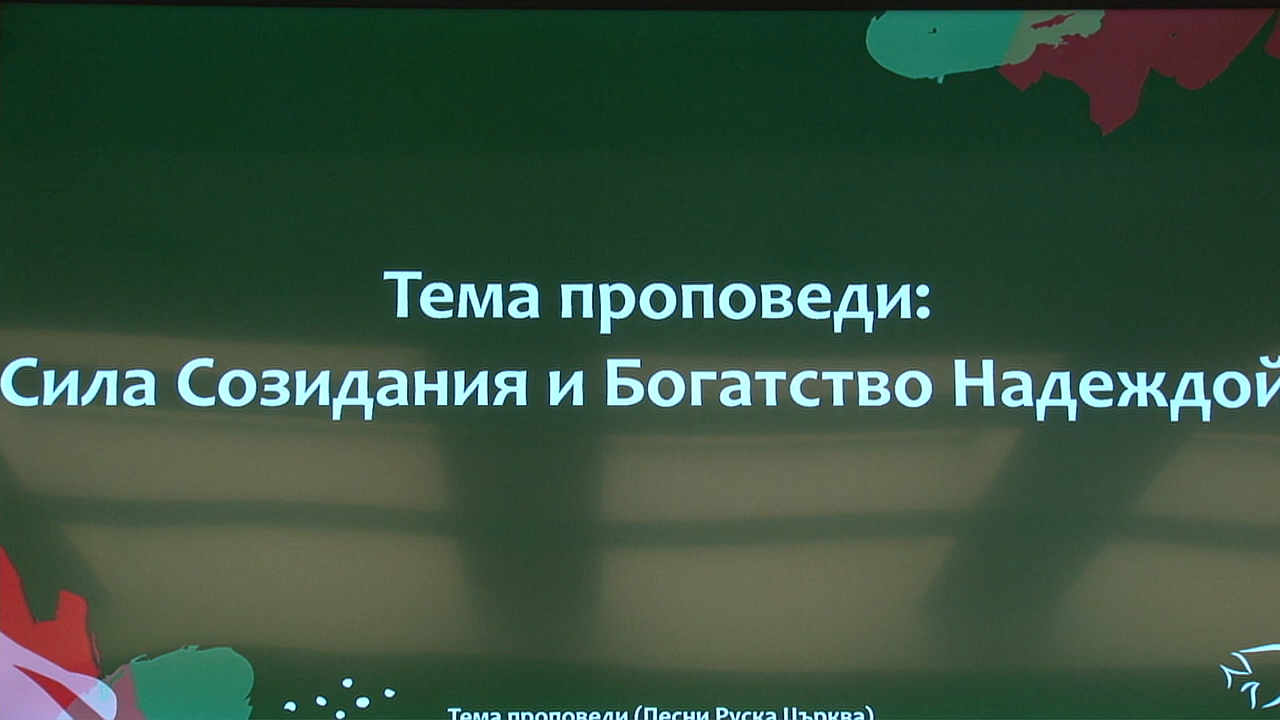 Тема проповеди:
Сила Созидания и Богатство Надеждой
Тема проповеди (Песни Руска Църква)